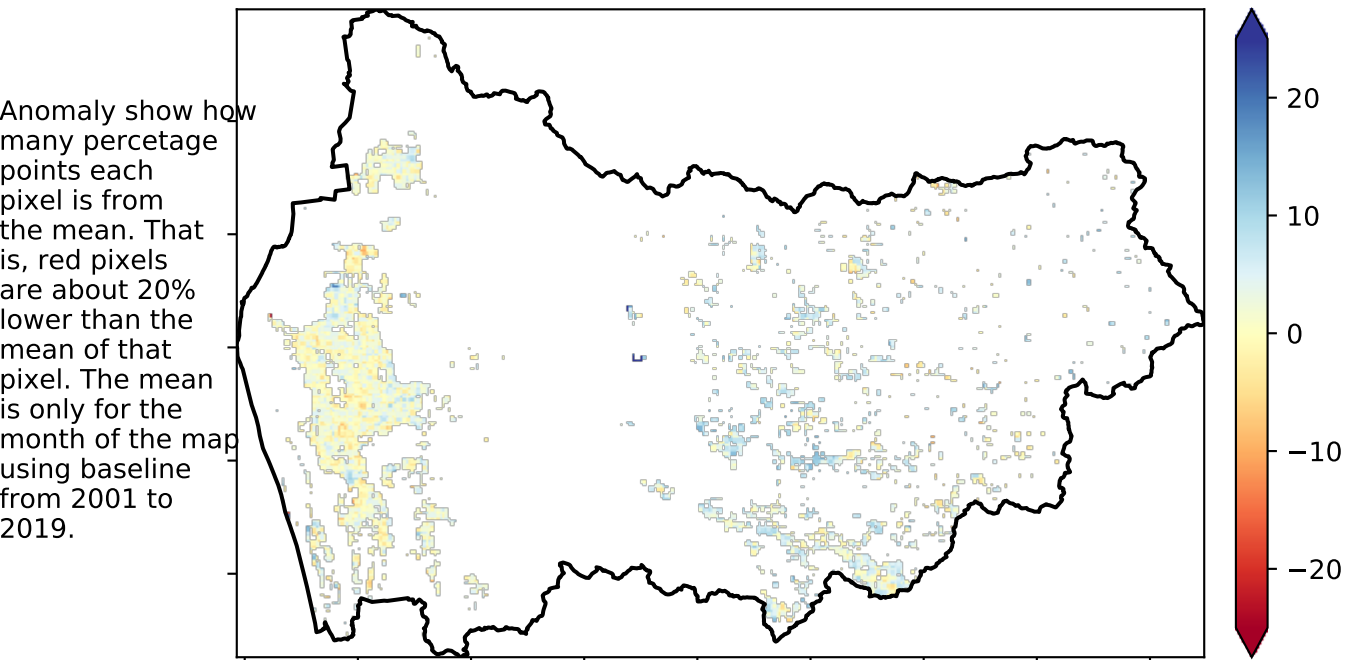 Anomaly show how
many percetage
points each
pixel is from
the mean. That
is, red pixels
are about 20%
lower than the
mean of that
pixel. The mean
is only for the
month of the map
using baseline
from 2001 to
2019.
20
10
0
−10
−20